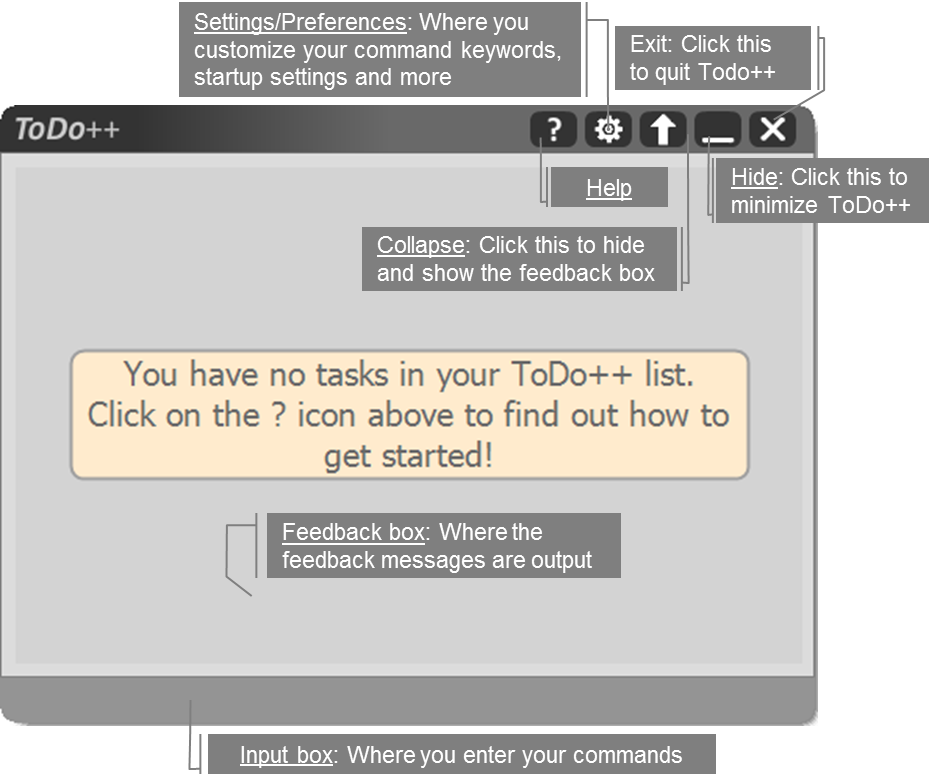 Settings/Preferences: Where you
customize your command keywords,
startup settings and more
Exit: Click this
to quit Todo++
ToDo++
?
Help
Hide: Click this to
minimize ToDo++
Collapse: Click this to hide
and show the feedback box
You have no tasks in your ToDo++ list.
Click on the ? icon above to find out how to
get started!
Feedback box: Where the
feedback messages are output
Input box: Where you enter your commands